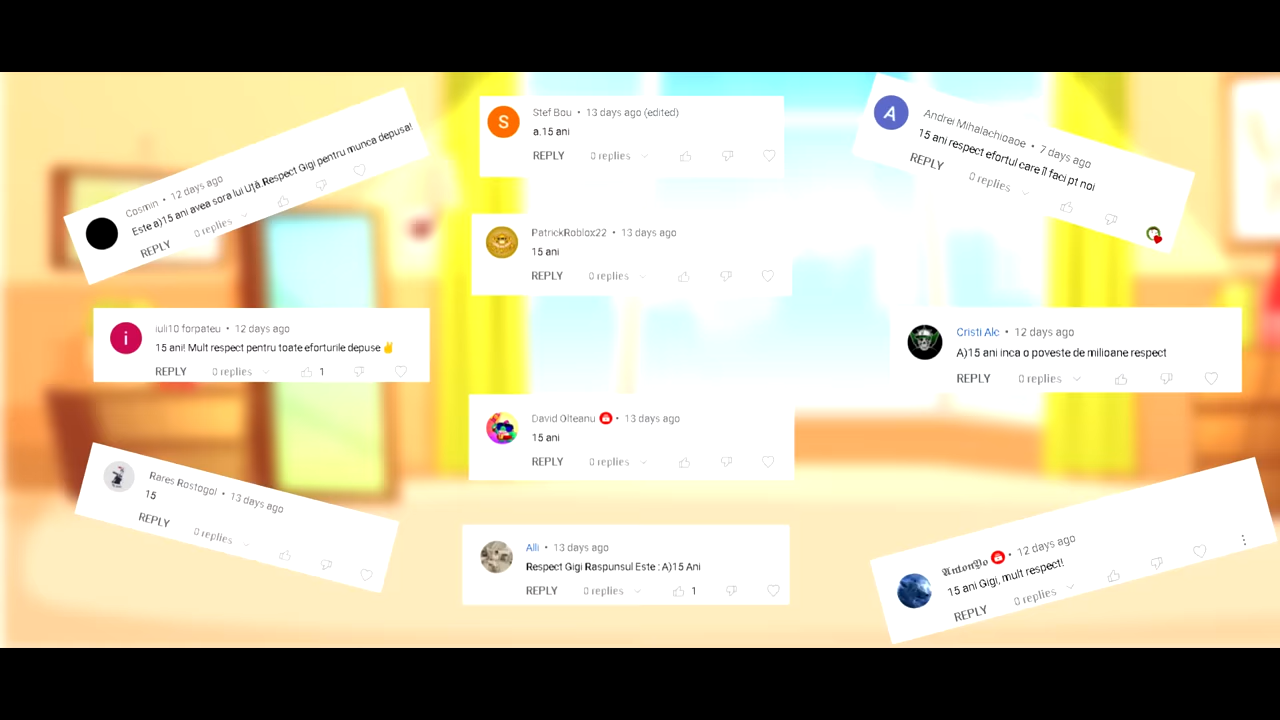 Cosmin • 12 days ago
Este a)15 ani avea sora lui Uță.Respect Gigi pentru munca depusa!
REPLY 0 replies
iuli10 forpateu • 12 days ago
15 ani! Mult respect pentru toate eforturile depuse ✌
REPLY 0 replies 1
Rares Rostogol • 13 days ago
15
REPLY 0 replies
Stef Bou • 13 days ago (edited)
a.15 ani
REPLY 0 replies
PatrickRoblox22 • 13 days ago
15 ani
REPLY 0 replies
David Olteanu • 13 days ago
15 ani
REPLY 0 replies
Alli • 13 days ago
Respect Gigi Raspunsul Este : A)15 Ani
REPLY 0 replies 1
Andrei Mihalachioaoe • 7 days ago
15 ani respect efortul care îl faci pt noi
REPLY 0 replies
Cristi Alc • 12 days ago
A)15 ani inca o poveste de milioane respect
REPLY 0 replies
• 12 days ago
15 ani Gigi, mult respect!
REPLY 0 replies